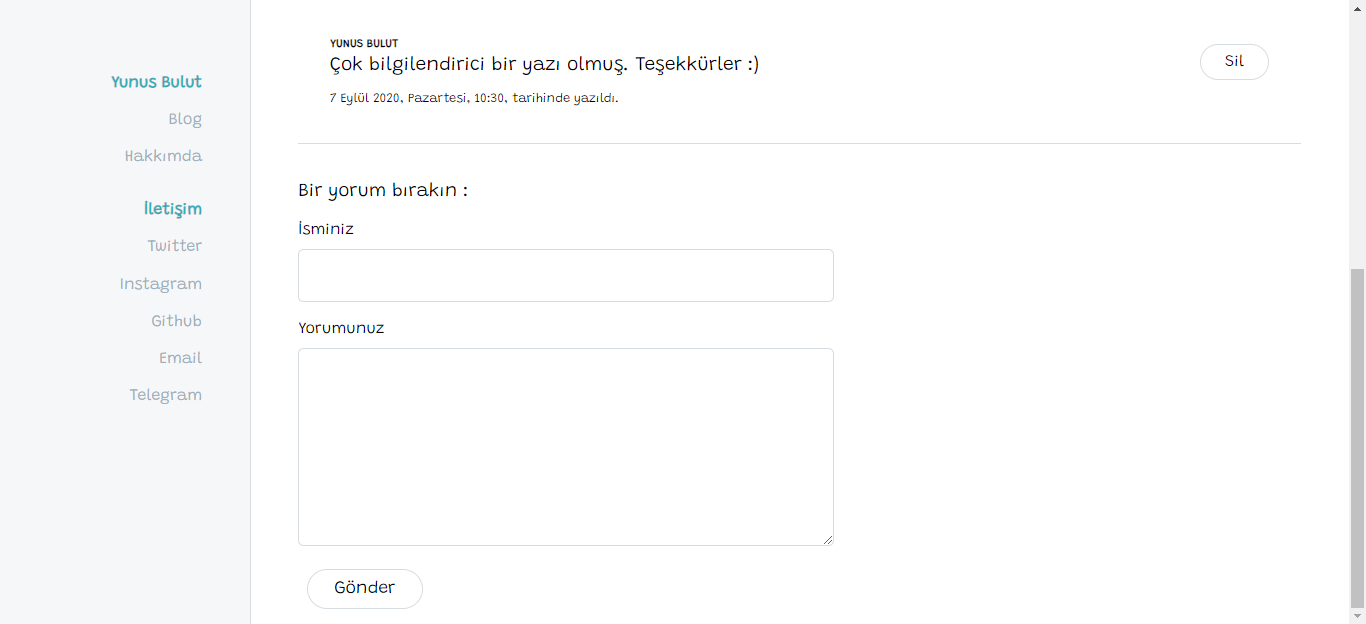 Yunus Bulut
Blog
Hakkımda
İletişim
Twitter
Instagram
Github
Email
Telegram
YUNUS BULUT
Çok bilgilendirici bir yazı olmuş. Teşekkürler :)
7 Eylül 2020, Pazartesi, 10:30, tarihinde yazıldı.
Sil
Bir yorum bırakın :
İsminiz
Yorumunuz
Gönder